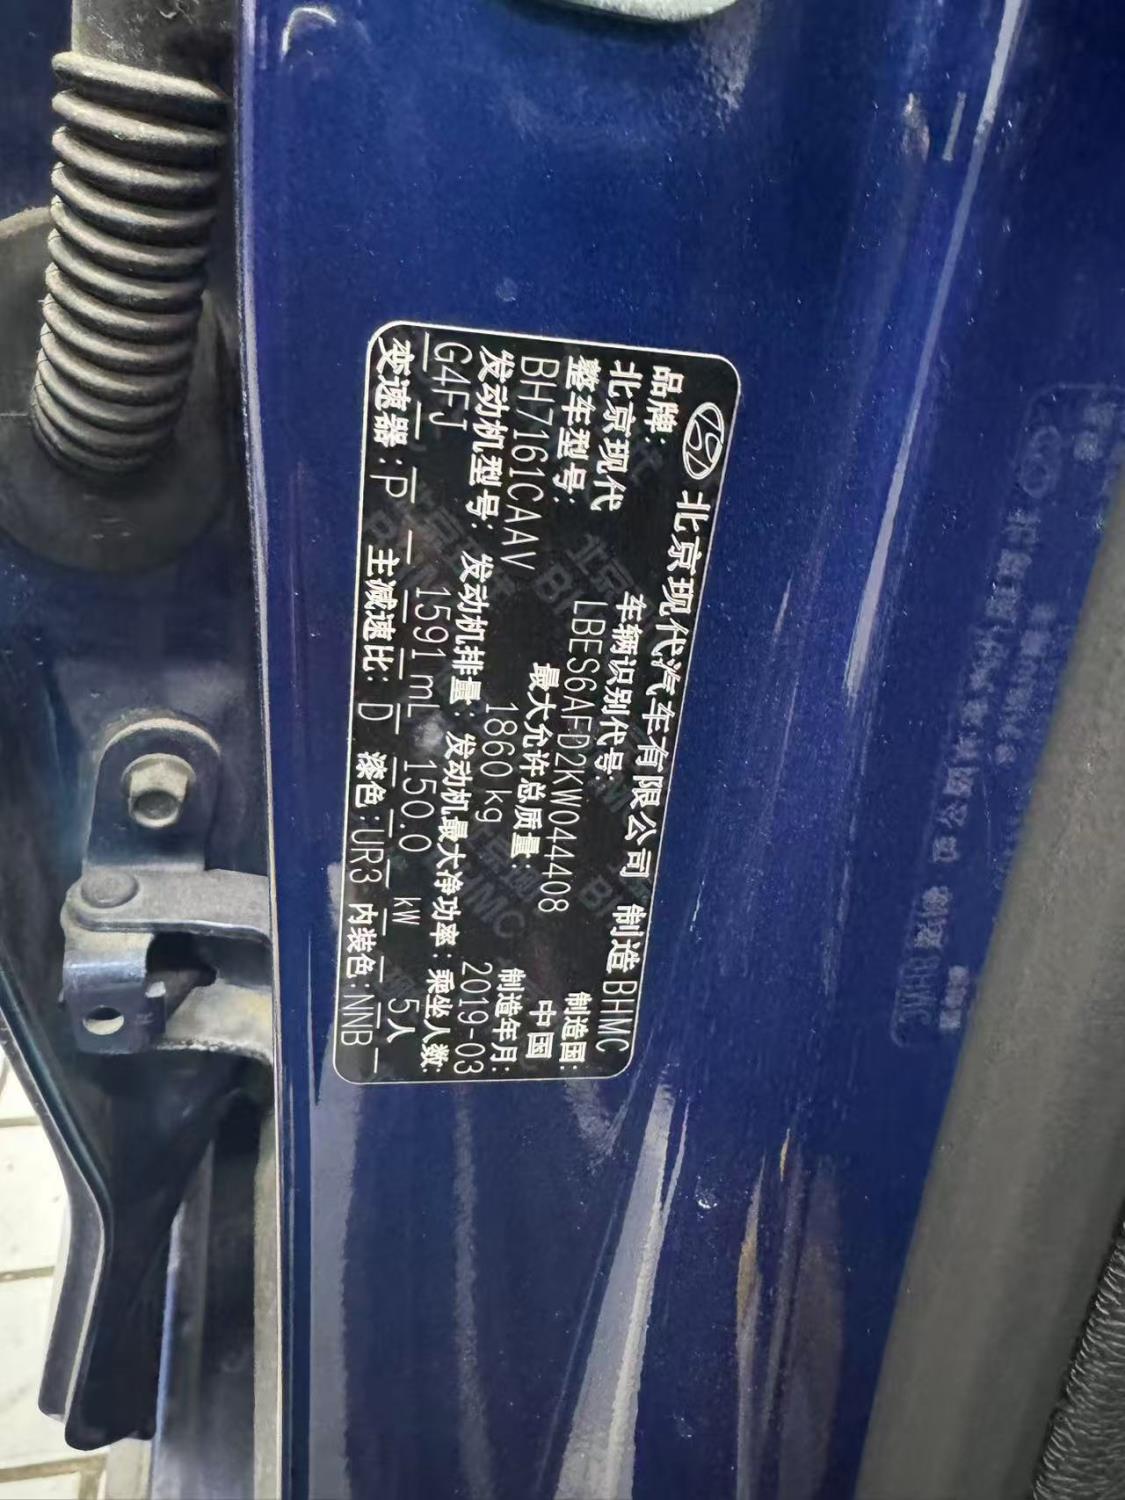 北京现代汽车有限公司 制造 BHMC
品牌: 车辆识别代号: 制造国:
北京现代 LBES6AFD2KW044408 中国
整车型号: 最大允许总质量: 制造年月:
BH7161CAAV 1860 kg 2019-03
发动机型号: 发动机排量: 发动机最大净功率: 乘坐人数:
G4FJ 1591 mL 150.0 kW 5人
变速器:P 主减速比: D 漆色:UR3 内装色:NNB